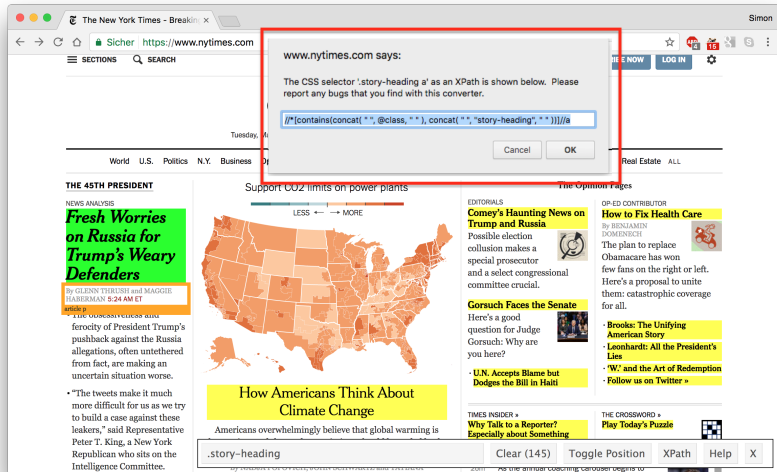 The New York Times - Breakin
Simon
Sicher
https://www.nytimes.com
4
15
SECTIONS
SEARCH
BE NOW
LOG IN
www.nytimes.com says:
The CSS selector '.story-heading a' as an XPath is shown below. Please
report any bugs that you find with this converter.
//*[contains(concat( " ", @class, " " ), concat( " ", "story-heading", " " ))]//a
Cancel
OK
Tuesday, Ma
World U.S. Politics N.Y. Business Op
Real Estate ALL
THE 45TH PRESIDENT
NEWS ANALYSIS
Fresh Worries
on Russia for
Trump's Weary
Defenders
By GLENN THRUSH and MAGGIE
HABERMAN 5:24 AM ET
article p
• The obsessiveness and
ferocity of President Trump's
pushback against the Russia
allegations, often untethered
from fact, are making an
uncertain situation worse.
• "The tweets make it much
more difficult for us as we try
to build a case against these
leakers," said Representative
Peter T. King, a New York
Republican who sits on the
Intelligence Committee.
Support CO2 limits on power plants
LESS ← → MORE
How Americans Think About
Climate Change
Americans overwhelmingly believe that global warming is
The Opinion Pages
EDITORIALS
Comey's Haunting News on
Trump and Russia
Possible election
collusion makes a
special prosecutor
and a select congressional
committee crucial.
Gorsuch Faces the Senate
Here's a good
question for Judge
Gorsuch: Why are
you here?
• U.N. Accepts Blame but
Dodges the Bill in Haiti
OP-ED CONTRIBUTOR
How to Fix Health Care
By BENJAMIN
DOMENECH
The plan to replace
Obamacare has won
few fans on the right or left.
Here's a proposal to unite
them: catastrophic coverage
for all.
• Brooks: The Unifying
American Story
• Leonhardt: All the President's
Lies
• 'W.' and the Art of Redemption
• Follow us on Twitter »
TIMES INSIDER »
Why Talk to a Reporter?
Especially about Something
THE CROSSWORD »
Play Today's Puzzle
.story-heading
Clear (145)
Toggle Position
XPath
Help
X
As the annual coaching carousel begins to